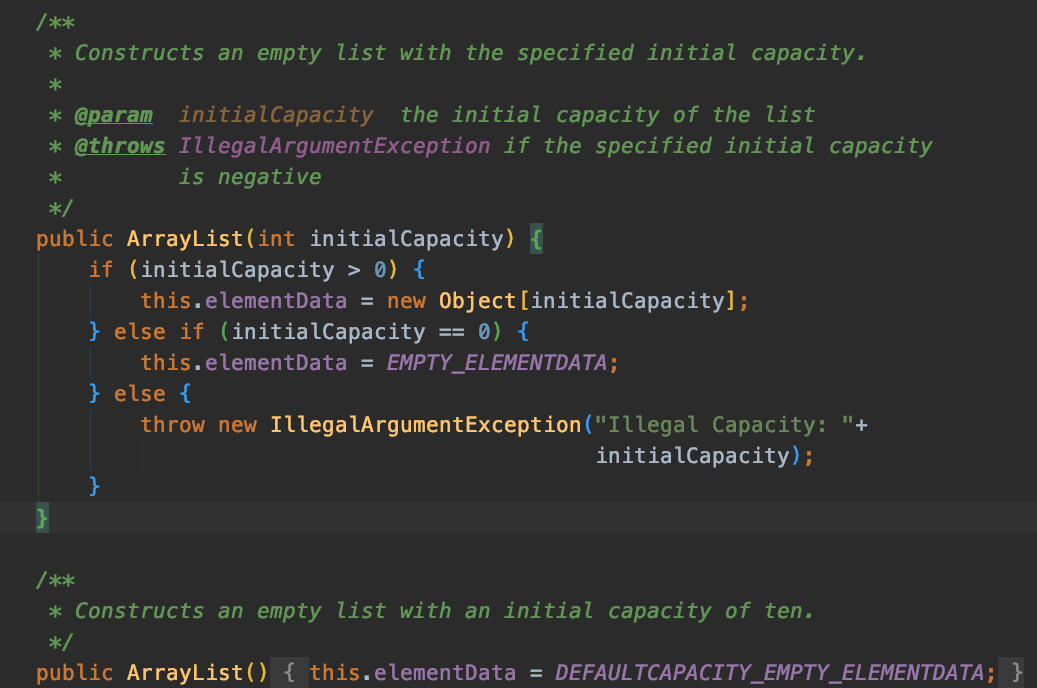 /**
 * Constructs an empty list with the specified initial capacity.
 *
 * @param  initialCapacity  the initial capacity of the list
 * @throws IllegalArgumentException if the specified initial capacity
 *         is negative
 */
public ArrayList(int initialCapacity) {
    if (initialCapacity > 0) {
        this.elementData = new Object[initialCapacity];
    } else if (initialCapacity == 0) {
        this.elementData = EMPTY_ELEMENTDATA;
    } else {
        throw new IllegalArgumentException("Illegal Capacity: "+
                                           initialCapacity);
    }
}

/**
 * Constructs an empty list with an initial capacity of ten.
 */
public ArrayList() { this.elementData = DEFAULTCAPACITY_EMPTY_ELEMENTDATA; }